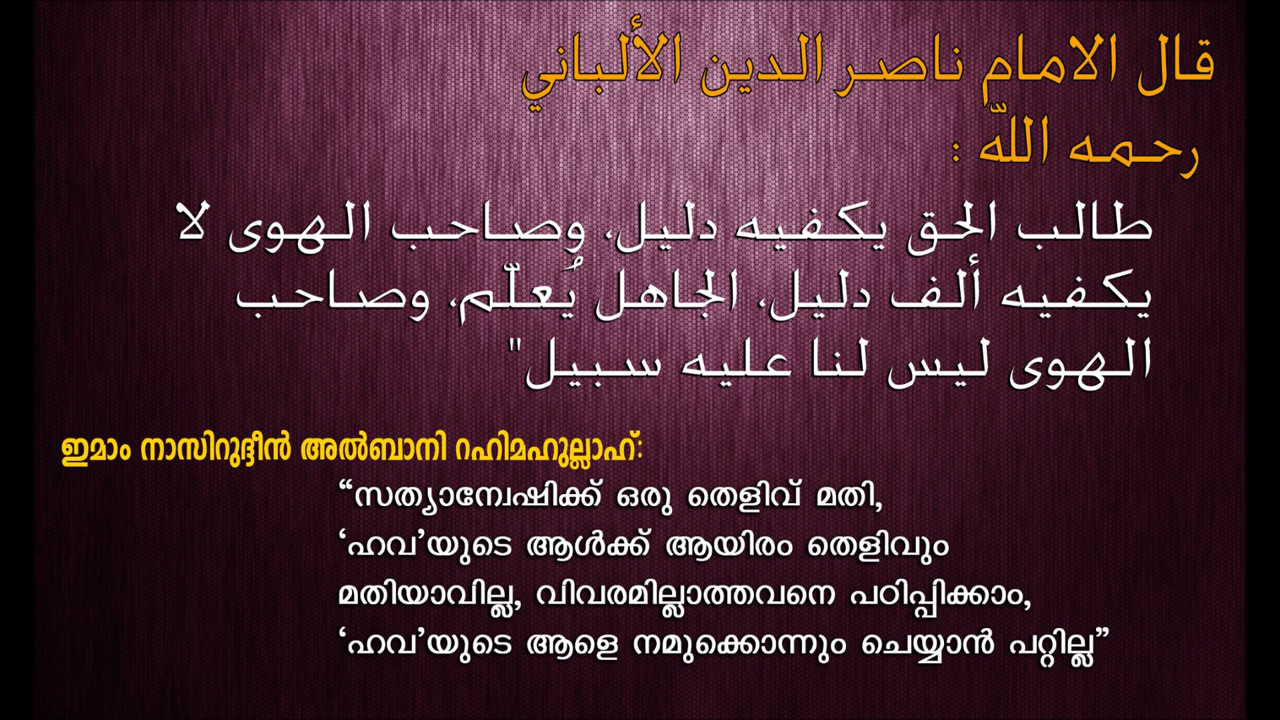 قال الامام ناصر الدين الألباني
رحمه اللّه :
طالب الحق يكفيه دليل، وصاحب الهوى لا
يكفيه ألف دليل، الجاهل يُعلّم، وصاحب
الهوى ليس لنا عليه سبيل"
ഇമാം നാസിറുദ്ദീൻ അൽബാനി റഹിമഹുല്ലാഹ്:
“സത്യാന്വേഷിക്ക് ഒരു തെളിവ് മതി,
‘ഹവ’യുടെ ആൾക്ക് ആയിരം തെളിവും
മതിയാവില്ല, വിവരമില്ലാത്തവനെ പഠിപ്പിക്കാം,
‘ഹവ’യുടെ ആളെ നമുക്കൊന്നും ചെയ്യാൻ പറ്റില്ല”